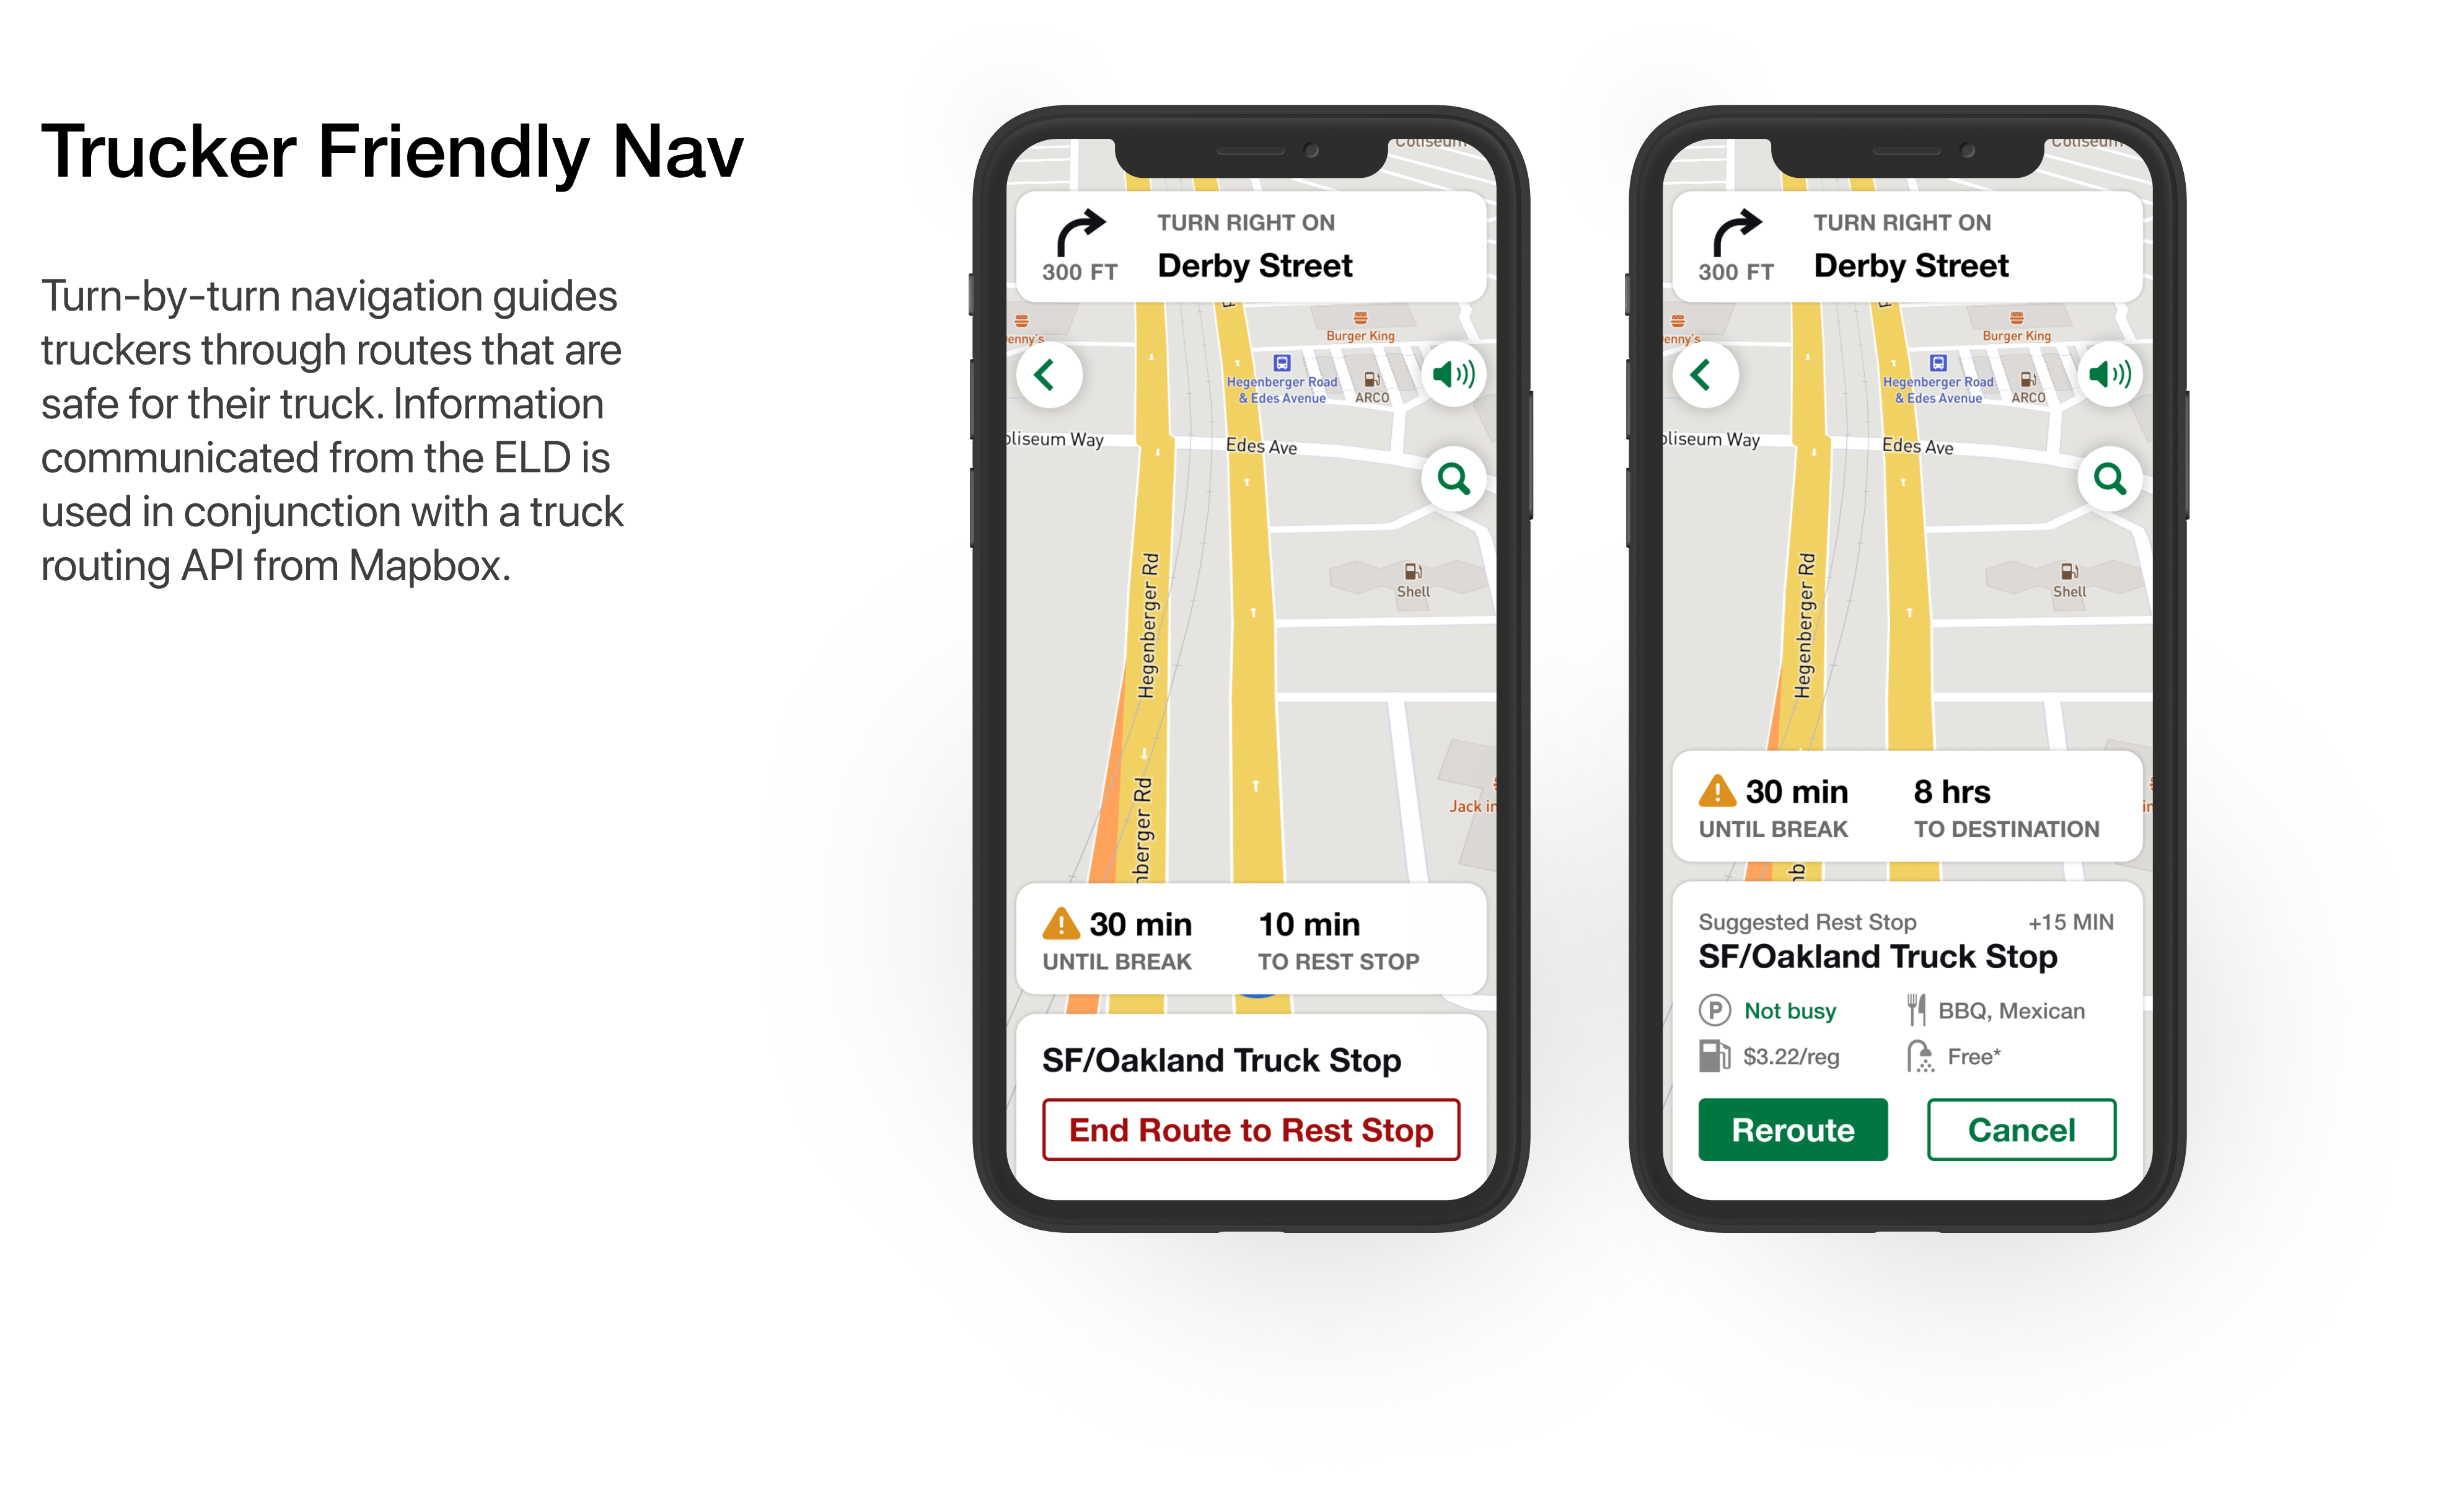 Trucker Friendly Nav
Turn-by-turn navigation guides
truckers through routes that are
safe for their truck. Information
communicated from the ELD is
used in conjunction with a truck
routing API from Mapbox.
Coliseum
TURN RIGHT ON
300 FT
Derby Street
enny's
Burger King
Hegenberger Road
& Edes Avenue
ARCO
oliseum Way
Edes Ave
Hegenberger Rd
Shell
nberger Rd
Jack in
30 min
UNTIL BREAK
10 min
TO REST STOP
SF/Oakland Truck Stop
End Route to Rest Stop
Coliseum
TURN RIGHT ON
300 FT
Derby Street
enny's
Burger King
Hegenberger Road
& Edes Avenue
ARCO
oliseum Way
Edes Ave
Hegenberger Rd
Shell
in
30 min
UNTIL BREAK
8 hrs
TO DESTINATION
nb
Suggested Rest Stop
+15 MIN
SF/Oakland Truck Stop
P
Not busy
BBQ, Mexican
$3.22/reg
Free*
Reroute
Cancel